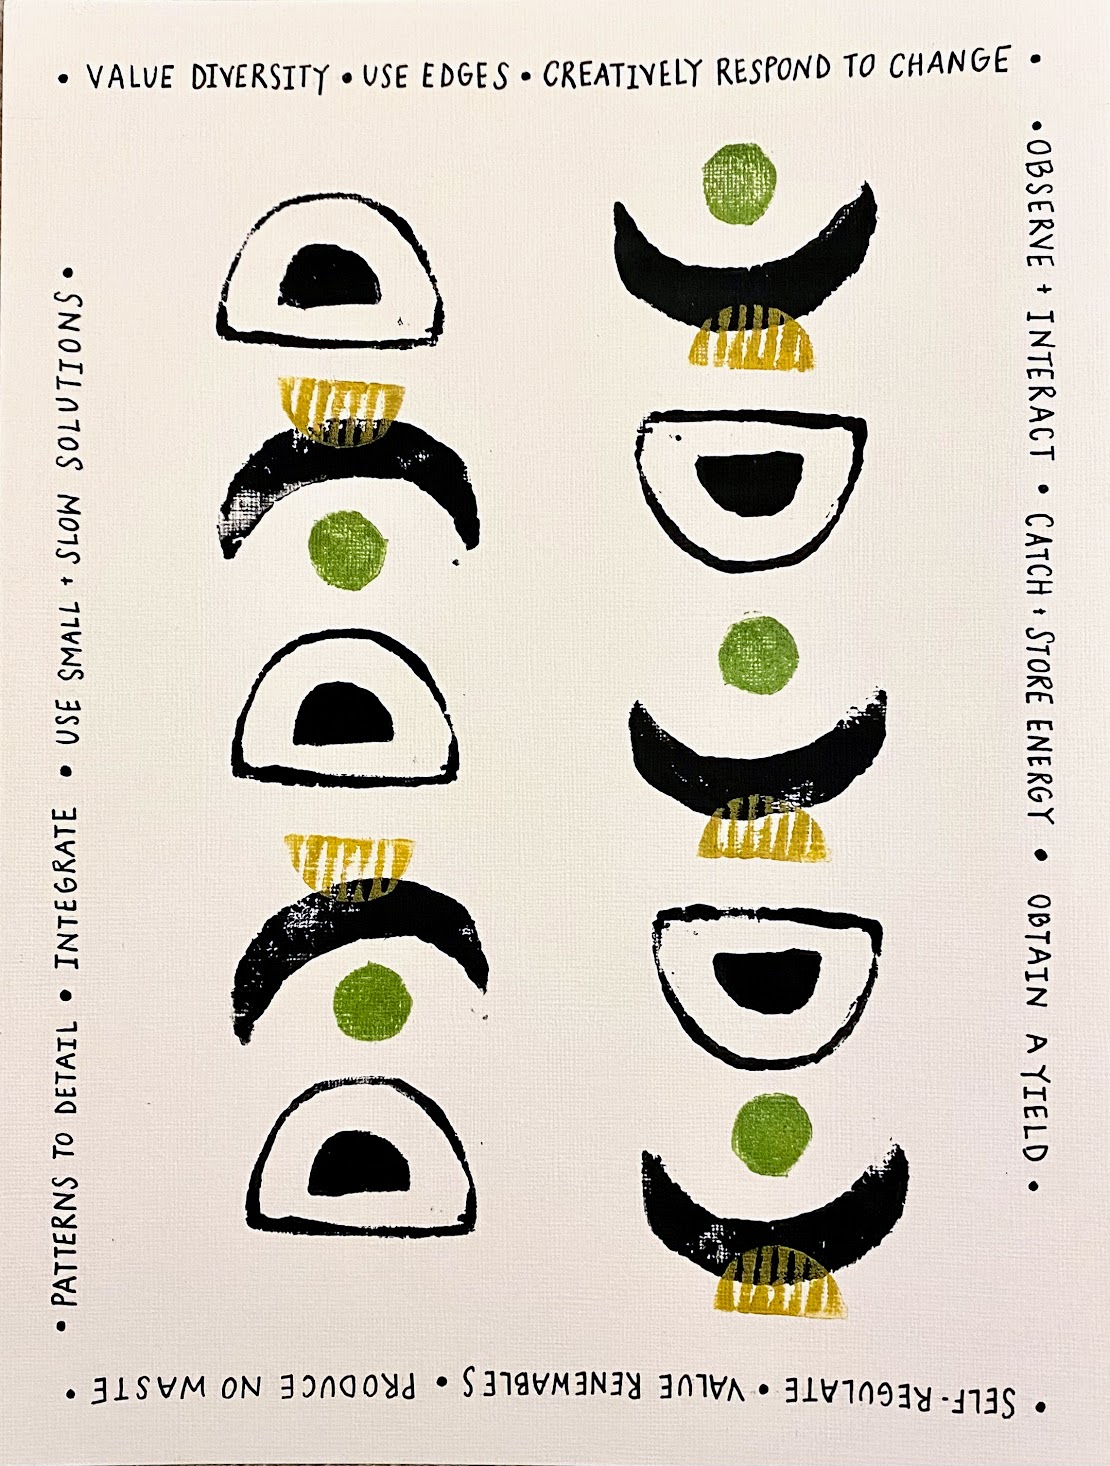 • VALUE DIVERSITY • USE EDGES • CREATIVELY RESPOND TO CHANGE •
• OBSERVE + INTERACT • CATCH + STORE ENERGY • OBTAIN A YIELD •
• SELF-REGULATE • VALUE RENEWABLES • PRODUCE NO WASTE •
• PATTERNS TO DETAIL • INTEGRATE • USE SMALL + SLOW SOLUTIONS •